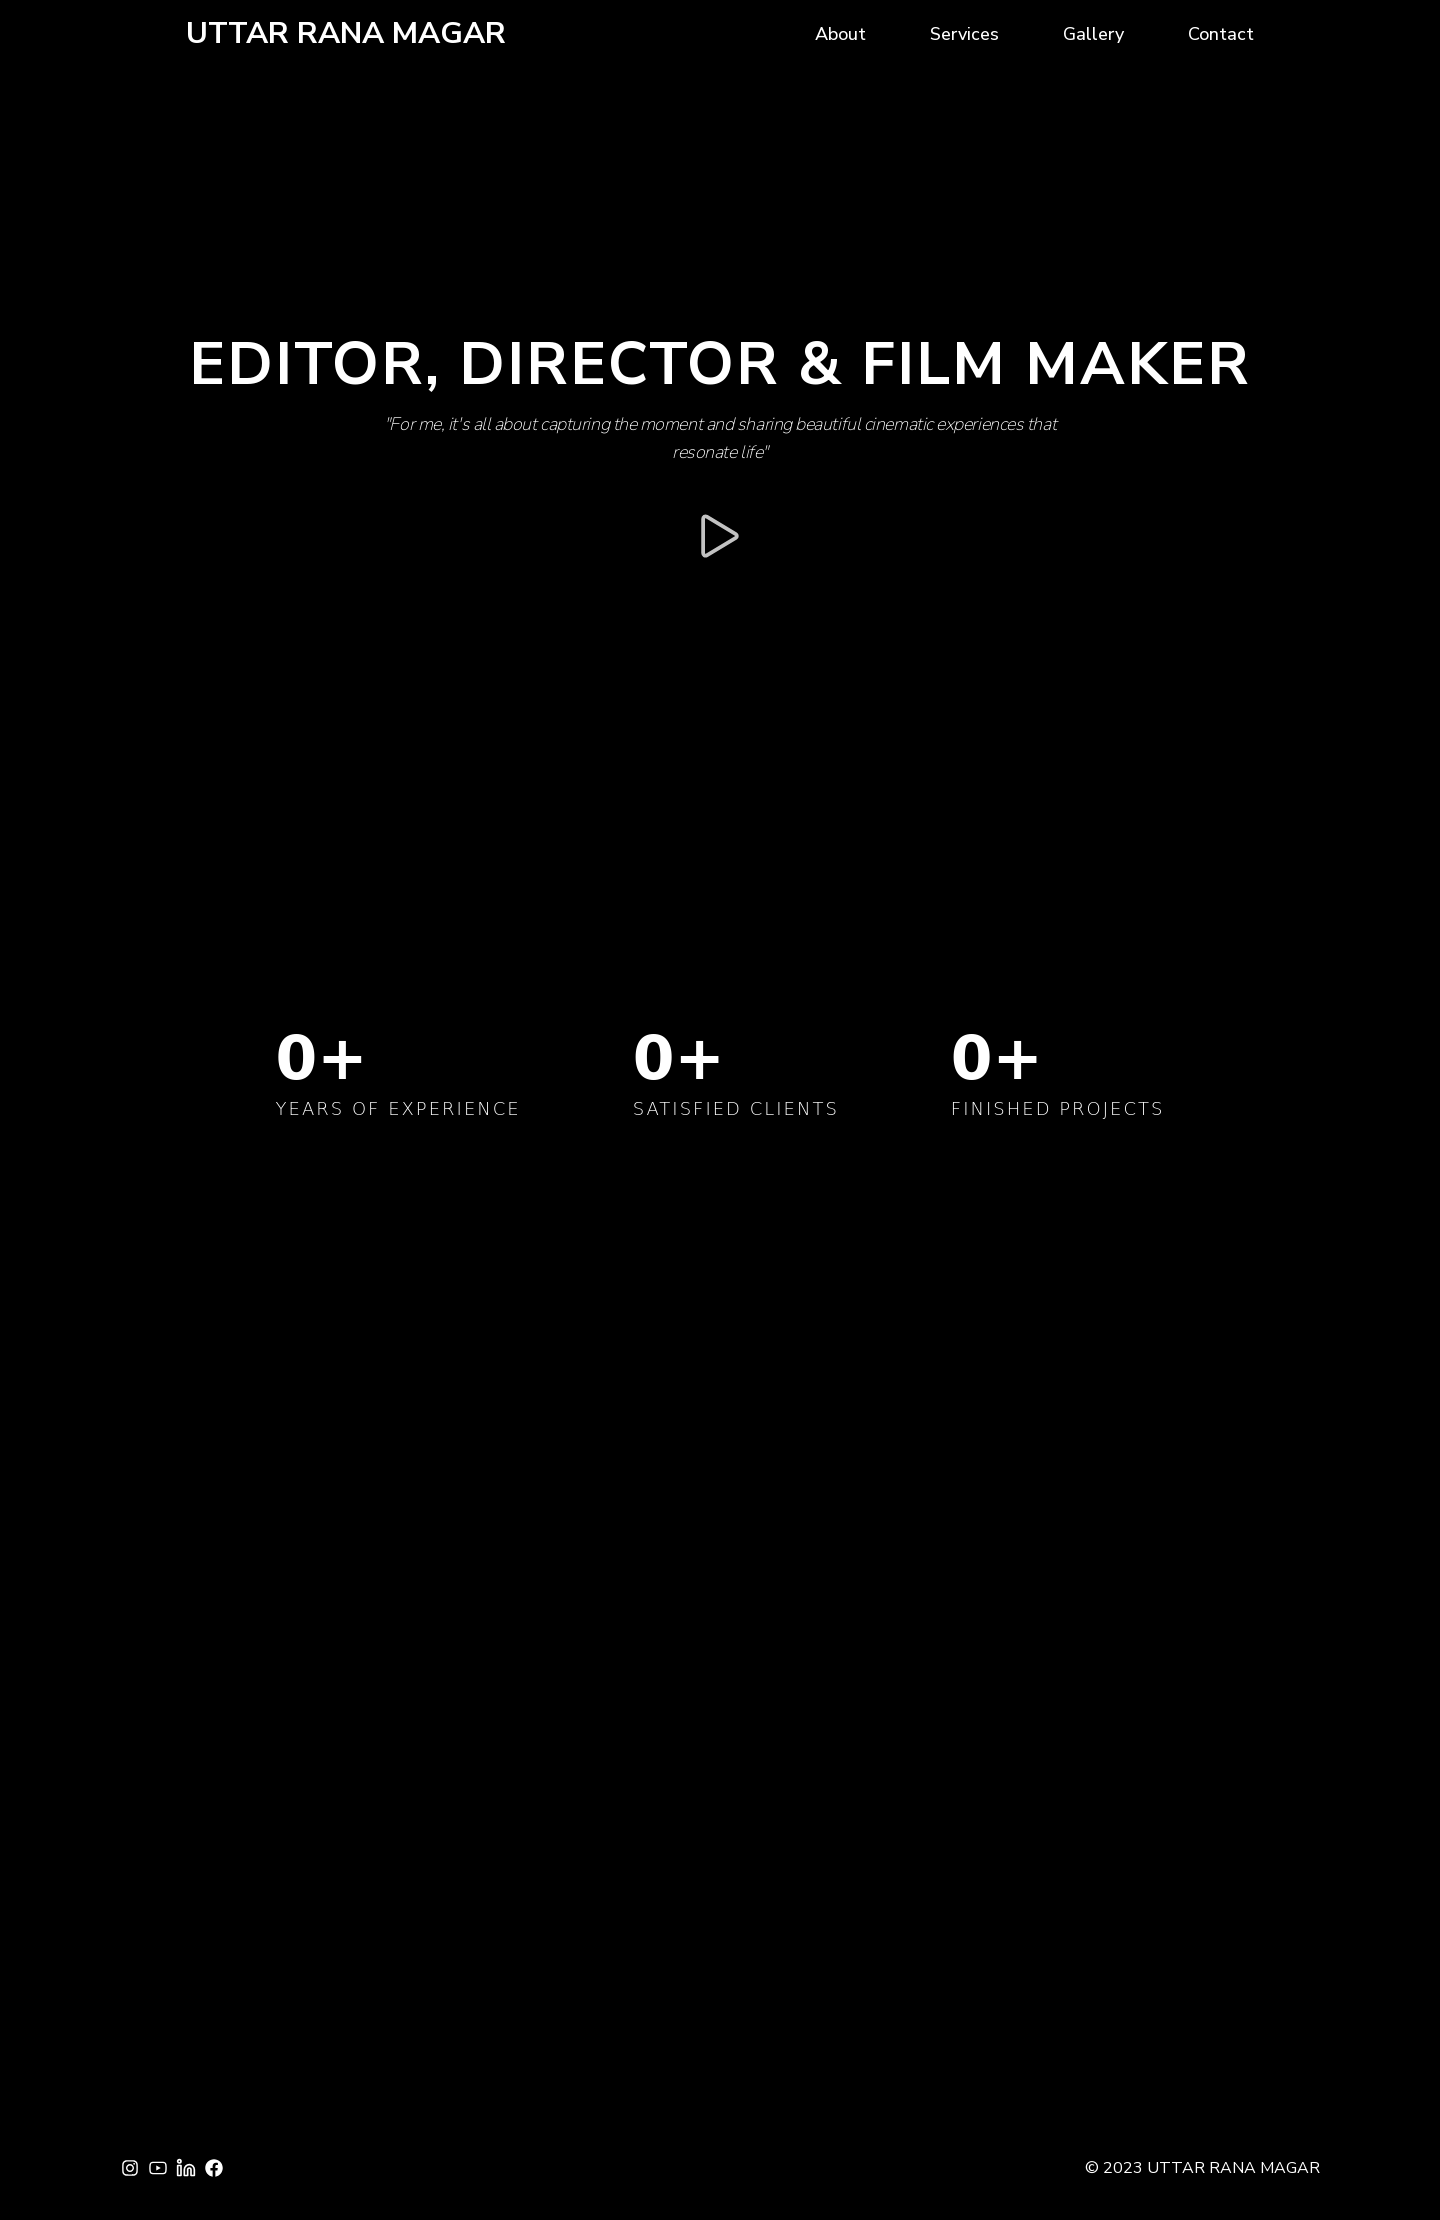 UTTAR RANA MAGAR
About Services Gallery Contact
EDITOR, DIRECTOR & FILM MAKER
"For me, it's all about capturing the moment and sharing beautiful cinematic experiences that
resonate life"
0+ 0+ 0+
YEARS OF EXPERIENCE SATISFIED CLIENTS FINISHED PROJECTS
© 2023 UTTAR RANA MAGAR